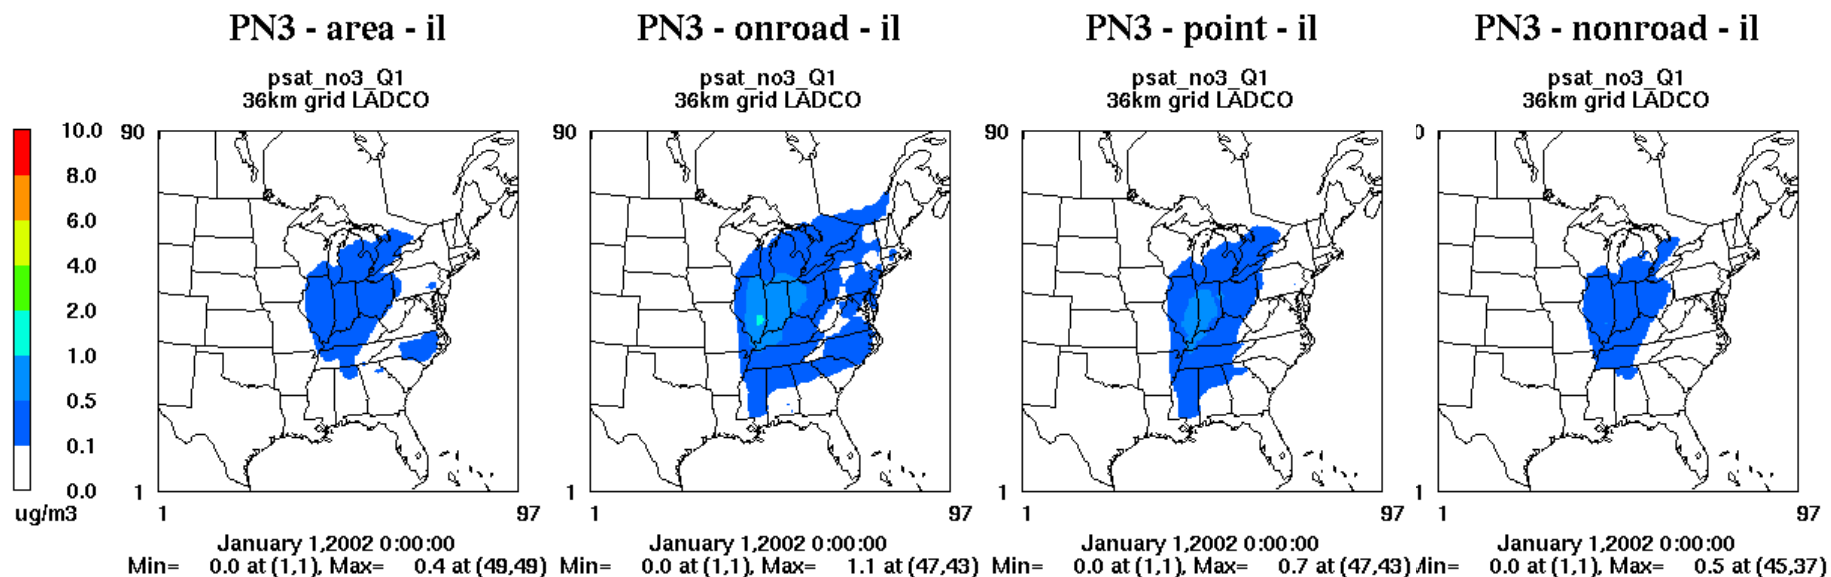 PN3 - area - il
psat_no3_Q1
36km grid LADCO
10.0
8.0
6.0
4.0
2.0
1.0
0.5
0.1
0.0
ug/m3
90
1
1
97
January 1,2002 0:00:00
Min= 0.0 at (1,1), Max= 0.4 at (49,49)
PN3 - onroad - il
psat_no3_Q1
36km grid LADCO
90
1
1
97
January 1,2002 0:00:00
Min= 0.0 at (1,1), Max= 1.1 at (47,43)
PN3 - point - il
psat_no3_Q1
36km grid LADCO
90
1
1
97
January 1,2002 0:00:00
Min= 0.0 at (1,1), Max= 0.7 at (47,43)
PN3 - nonroad - il
psat_no3_Q1
36km grid LADCO
0
1
1
97
January 1,2002 0:00:00
Min= 0.0 at (1,1), Max= 0.5 at (45,37)